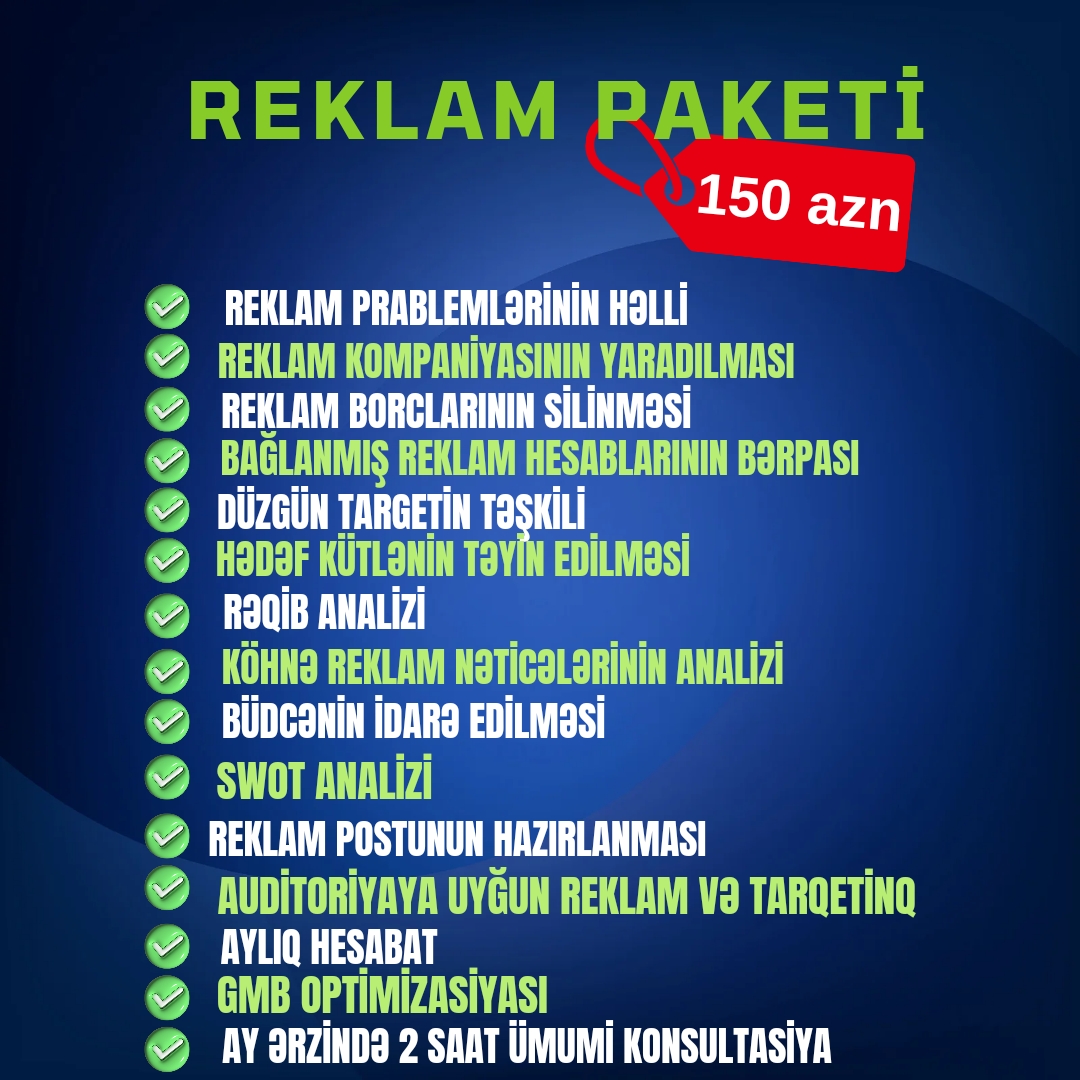 REKLAM PAKETİ
150 azn
REKLAM PRABLEMLƏRİNİN HƏLLİ
REKLAM KOMPANİYASININ YARADILMASI
REKLAM BORCLARININ SİLİNMƏSİ
BAĞLANMIŞ REKLAM HESABLARININ BƏRPASI
DÜZGÜN TARGETİN TƏŞKİLİ
HƏDƏF KÜTLƏNİN TƏYİN EDİLMƏSİ
RƏQİB ANALİZİ
KÖHNƏ REKLAM NƏTİCƏLƏRİNİN ANALİZİ
BÜDCƏNİN İDARƏ EDİLMƏSİ
SWOT ANALİZİ
REKLAM POSTUNUN HAZIRLANMASI
AUDİTORİYAYA UYĞUN REKLAM VƏ TARQETİNQ
AYLIQ HESABAT
GMB OPTİMİZASİYASI
AY ƏRZİNDƏ 2 SAAT ÜMUMİ KONSULTASİYA